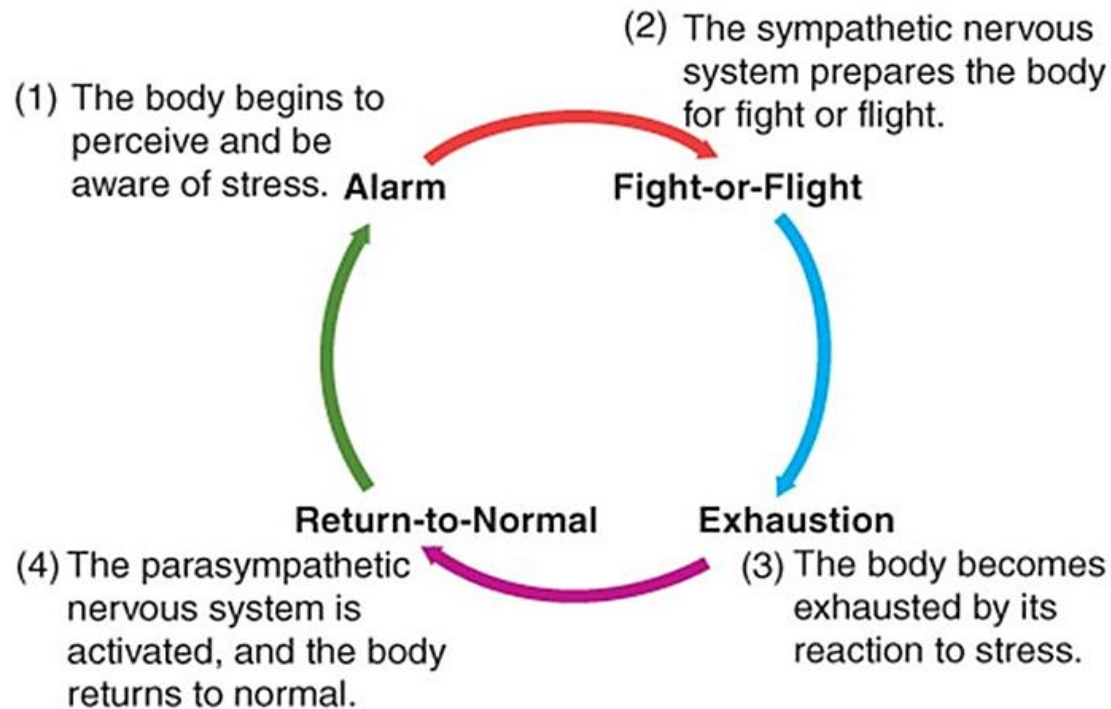 (1) The body begins to
perceive and be
aware of stress.
Alarm
(2) The sympathetic nervous
system prepares the body
for fight or flight.
Fight-or-Flight
Exhaustion
(3) The body becomes
exhausted by its
reaction to stress.
Return-to-Normal
(4) The parasympathetic
nervous system is
activated, and the body
returns to normal.